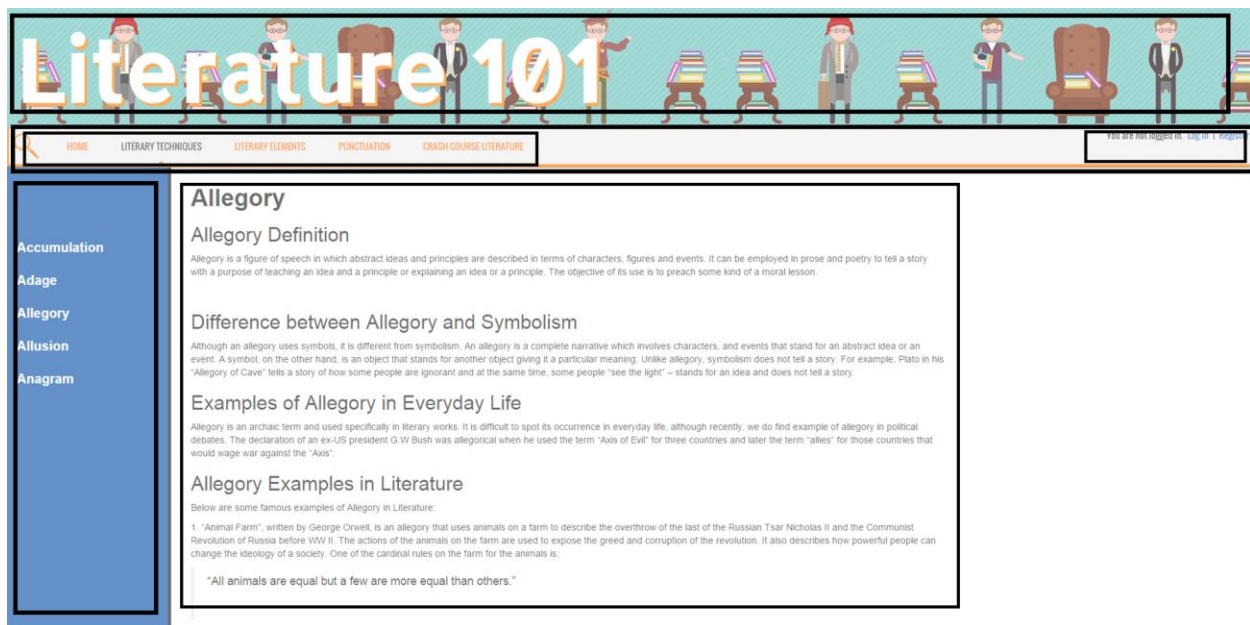 Literature 101
HOME LITERARY TECHNIQUES LITERARY ELEMENTS PUNCTUATION CRASH COURSE LITERATURE
You are not logged in. Log In | Register
Accumulation
Adage
Allegory
Allusion
Anagram
Allegory
Allegory Definition
Allegory is a figure of speech in which abstract ideas and principles are described in terms of characters, figures and events. It can be employed in prose and poetry to tell a story
with a purpose of teaching an idea and a principle or explaining an idea or a principle. The objective of its use is to preach some kind of a moral lesson.
Difference between Allegory and Symbolism
Although an allegory uses symbols, it is different from symbolism. An allegory is a complete narrative which involves characters, and events that stand for an abstract idea or an
event. A symbol, on the other hand, is an object that stands for another object giving it a particular meaning. Unlike allegory, symbolism does not tell a story. For example, Plato in his
“Allegory of Cave” tells a story of how some people are ignorant and at the same time, some people “see the light” – stands for an idea and does not tell a story.
Examples of Allegory in Everyday Life
Allegory is an archaic term and used specifically in literary works. It is difficult to spot its occurrence in everyday life, although recently, we do find example of allegory in political
debates. The declaration of an ex-US president G.W Bush was allegorical when he used the term “Axis of Evil” for three countries and later the term “allies” for those countries that
would wage war against the “Axis”.
Allegory Examples in Literature
Below are some famous examples of Allegory in Literature:
1. “Animal Farm”, written by George Orwell, is an allegory that uses animals on a farm to describe the overthrow of the last of the Russian Tsar Nicholas II and the Communist
Revolution of Russia before WW II. The actions of the animals on the farm are used to expose the greed and corruption of the revolution. It also describes how powerful people can
change the ideology of a society. One of the cardinal rules on the farm for the animals is:
“All animals are equal but a few are more equal than others.”